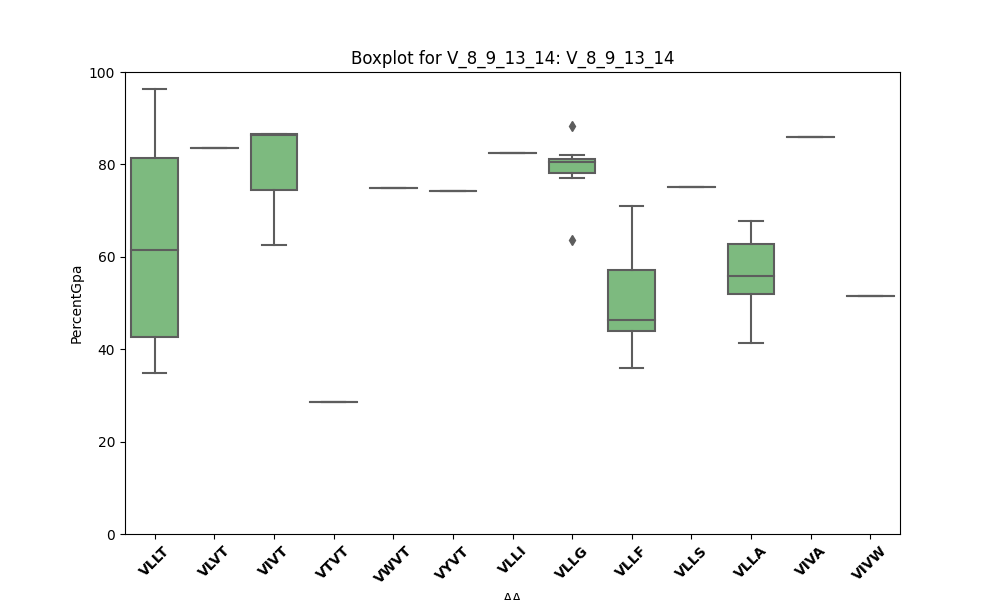 Boxplot for V_8_9_13_14: V_8_9_13_14
100
80
60
40
20
0
PercentGpa
VLLT
VLVT
VIVT
VTVT
VWVT
VYVT
VLLI
VLLG
VLLF
VLLS
VLLA
VIVA
VIVW
AA